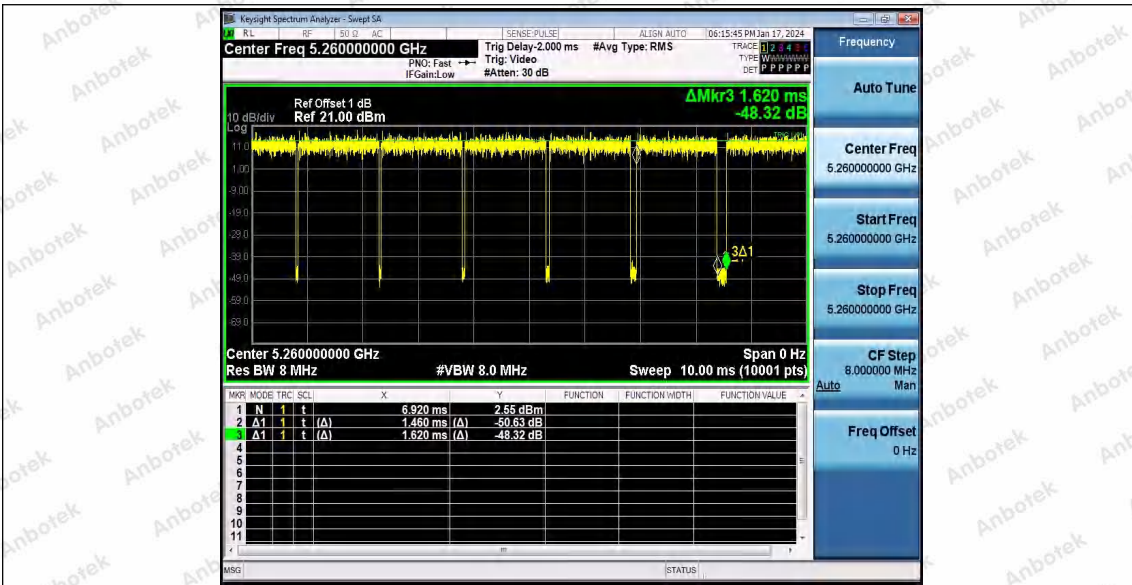 Keysight Spectrum Analyzer - Swept SA
RL RF 50 Ω AC SENSE:PULSE ALIGN AUTO 06:15:45 PM Jan 17, 2024
Center Freq 5.260000000 GHz
PNO: Fast
IFGain:Low
Trig Delay-2.000 ms
Trig: Video
#Atten: 30 dB
#Avg Type: RMS
TRACE 1 2 3 4 5 6
TYPE WWWWWW
DET P P P P P P
Frequency
Auto Tune
Center Freq
5.260000000 GHz
Start Freq
5.260000000 GHz
Stop Freq
5.260000000 GHz
CF Step
8.000000 MHz
Auto Man
Freq Offset
0 Hz
ΔMkr3 1.620 ms
-48.32 dB
Ref Offset 1 dB
10 dB/div Ref 21.00 dBm
Log
11.0
1.00
-9.00
-19.0
-29.0
-39.0
-49.0
-59.0
-69.0
3Δ1
Center 5.260000000 GHz Span 0 Hz
Res BW 8 MHz #VBW 8.0 MHz Sweep 10.00 ms (10001 pts)
MKR MODE TRC SCL X Y FUNCTION FUNCTION WIDTH FUNCTION VALUE
1 N 1 t 6.920 ms 2.55 dBm
2 Δ1 1 t (Δ) 1.460 ms (Δ) -50.63 dB
3 Δ1 1 t (Δ) 1.620 ms (Δ) -48.32 dB
4
5
6
7
8
9
10
11
MSG STATUS
Anbotek